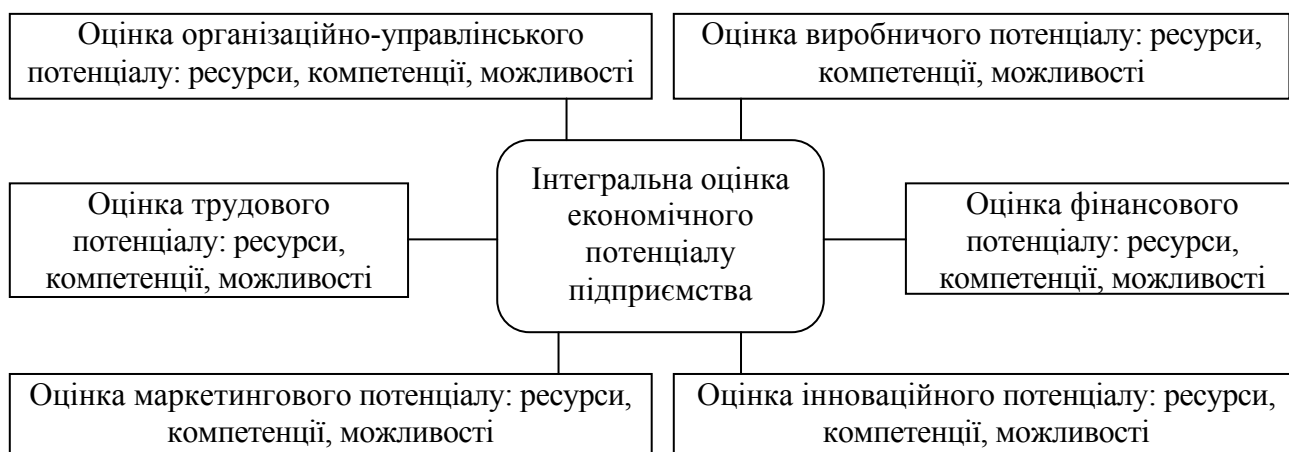 Оцінка організаційно-управлінського
потенціалу: ресурси, компетенції, можливості
Оцінка виробничого потенціалу: ресурси,
компетенції, можливості
Оцінка трудового
потенціалу: ресурси,
компетенції, можливості
Інтегральна оцінка
економічного
потенціалу
підприємства
Оцінка фінансового
потенціалу: ресурси,
компетенції, можливості
Оцінка маркетингового потенціалу: ресурси,
компетенції, можливості
Оцінка інноваційного потенціалу: ресурси,
компетенції, можливості